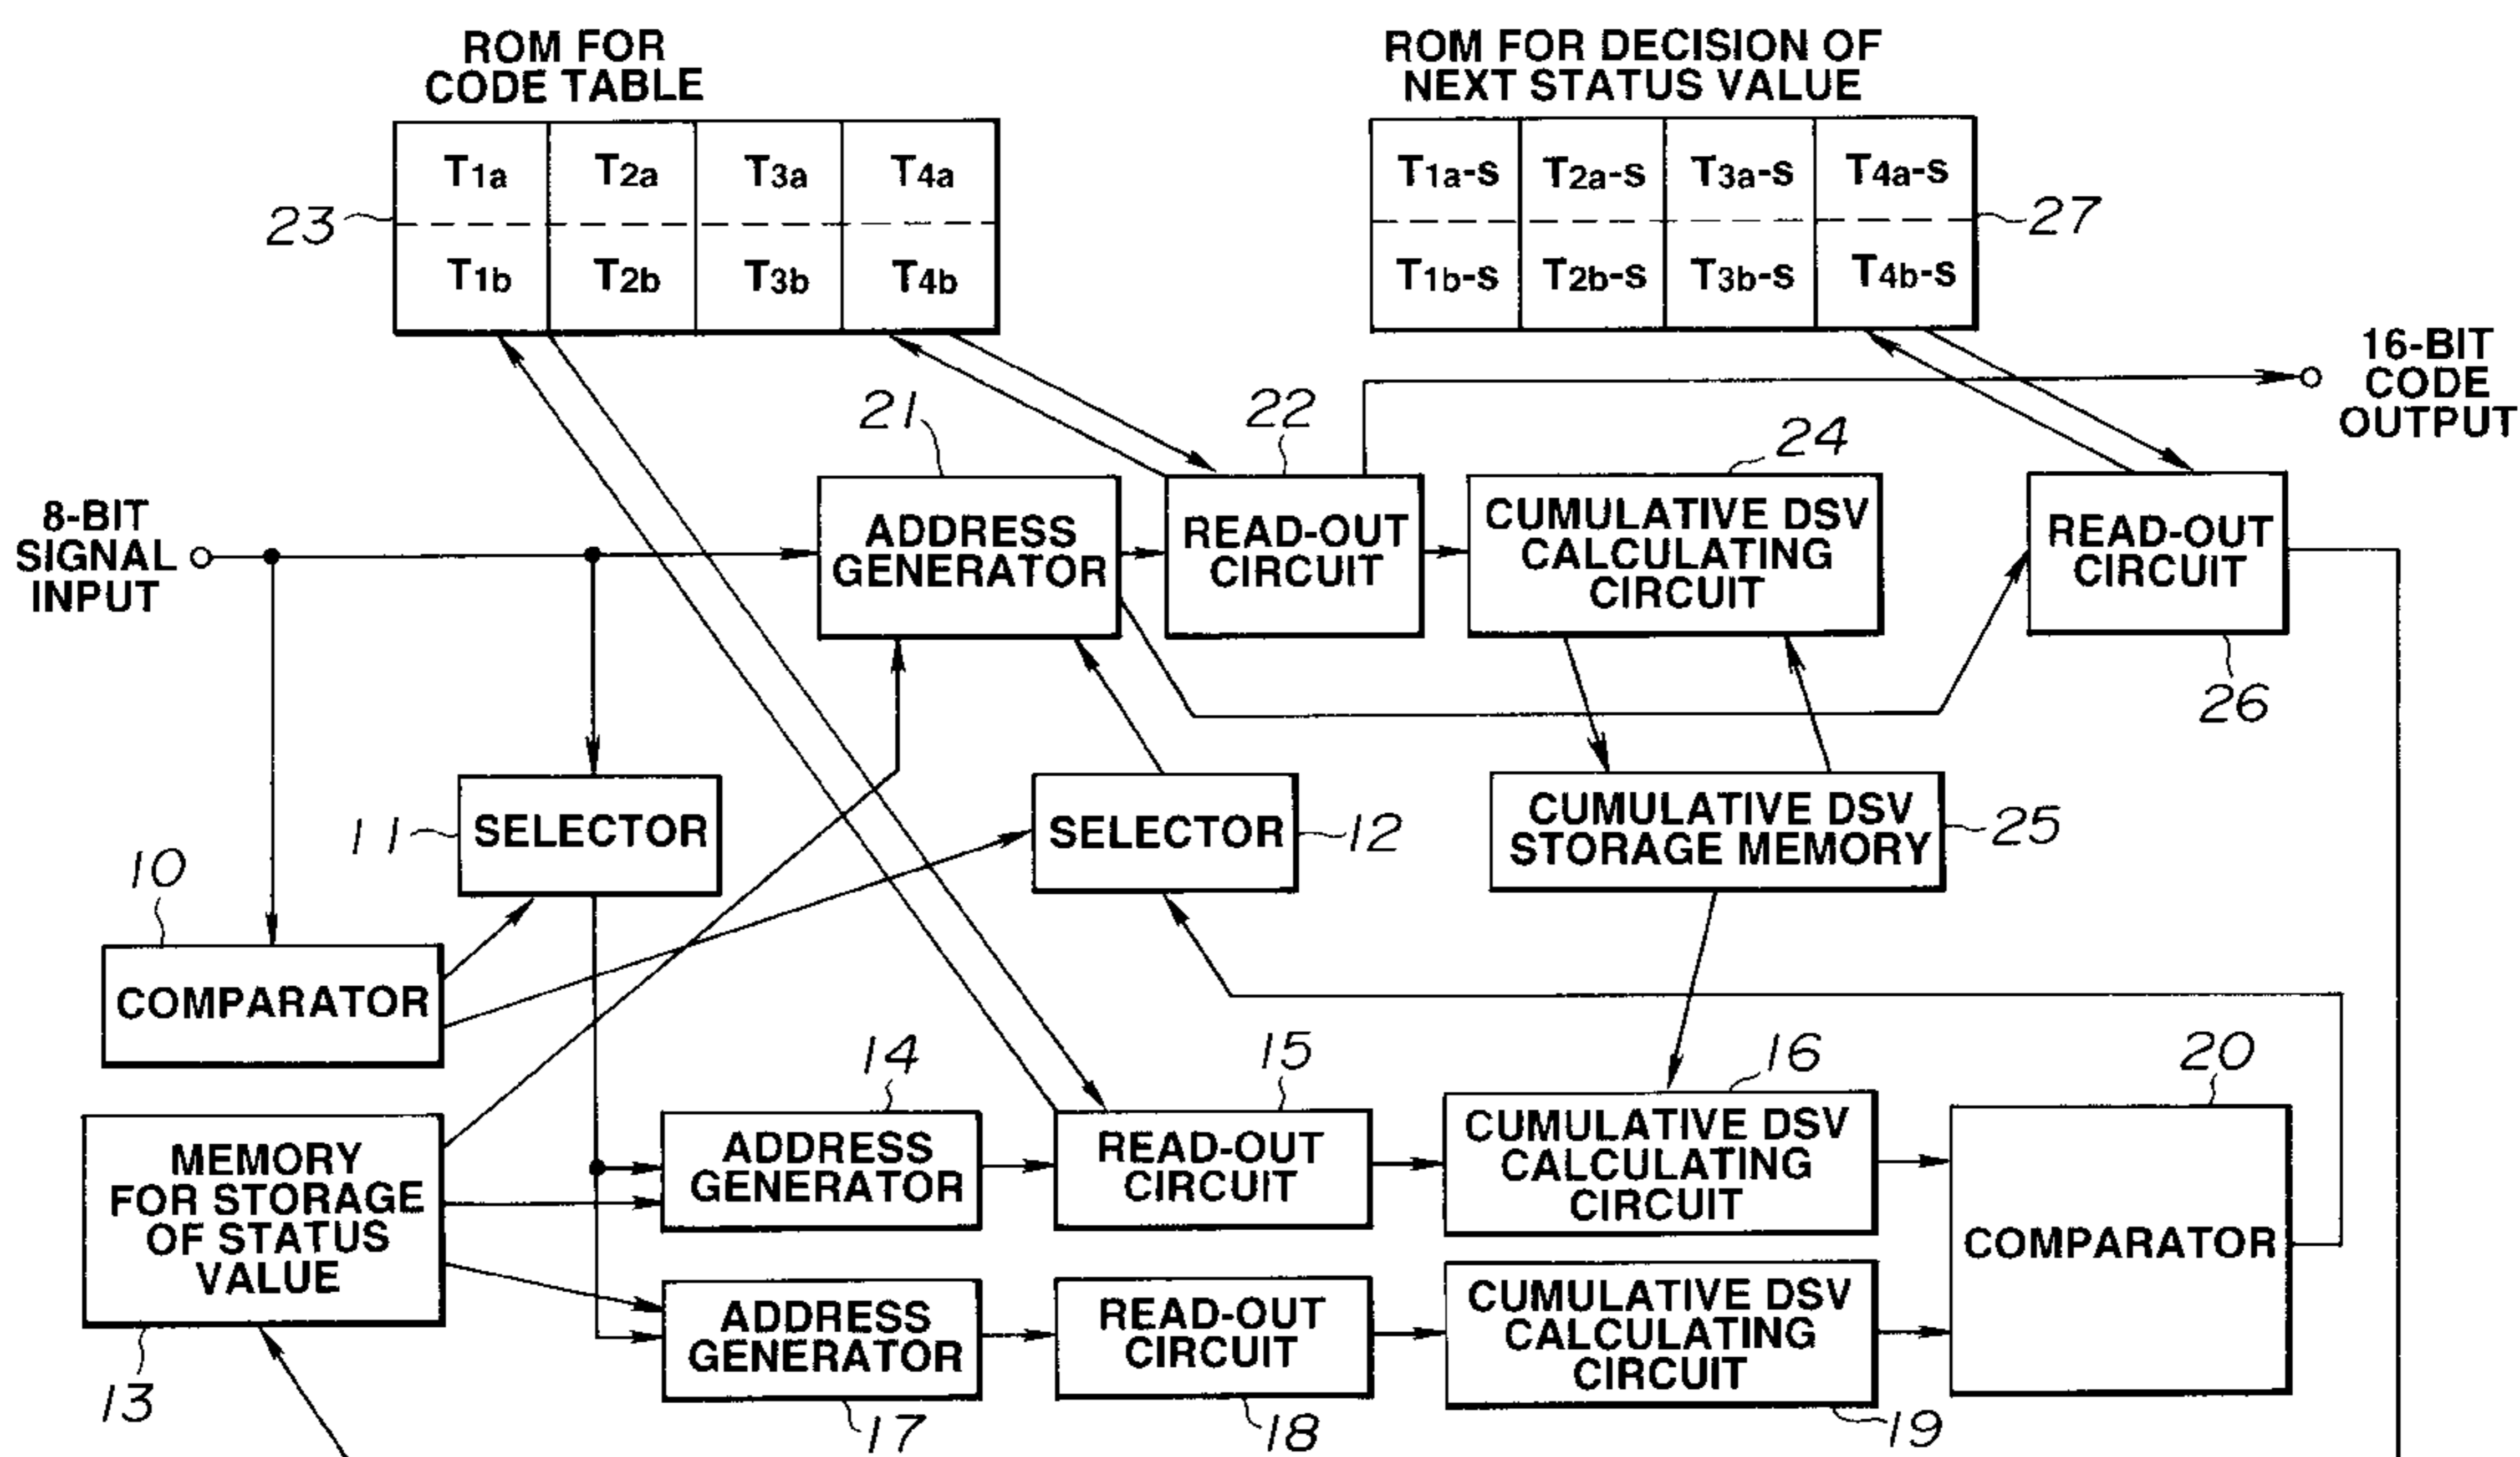 ROM FOR
CODE TABLE
ROM FOR DECISION OF
NEXT STATUS VALUE
T1a T2a T3a T4a
T1b T2b T3b T4b
23
T1a-s T2a-s T3a-s T4a-s
T1b-s T2b-s T3b-s T4b-s
27
16-BIT
CODE
OUTPUT
21
22
24
8-BIT
SIGNAL
INPUT
ADDRESS
GENERATOR
READ-OUT
CIRCUIT
CUMULATIVE DSV
CALCULATING
CIRCUIT
READ-OUT
CIRCUIT
26
11
SELECTOR
SELECTOR
12
CUMULATIVE DSV
STORAGE MEMORY
25
10
COMPARATOR
14
15
16
20
MEMORY
FOR STORAGE
OF STATUS
VALUE
13
ADDRESS
GENERATOR
READ-OUT
CIRCUIT
CUMULATIVE DSV
CALCULATING
CIRCUIT
COMPARATOR
ADDRESS
GENERATOR
READ-OUT
CIRCUIT
CUMULATIVE DSV
CALCULATING
CIRCUIT
17
18
19